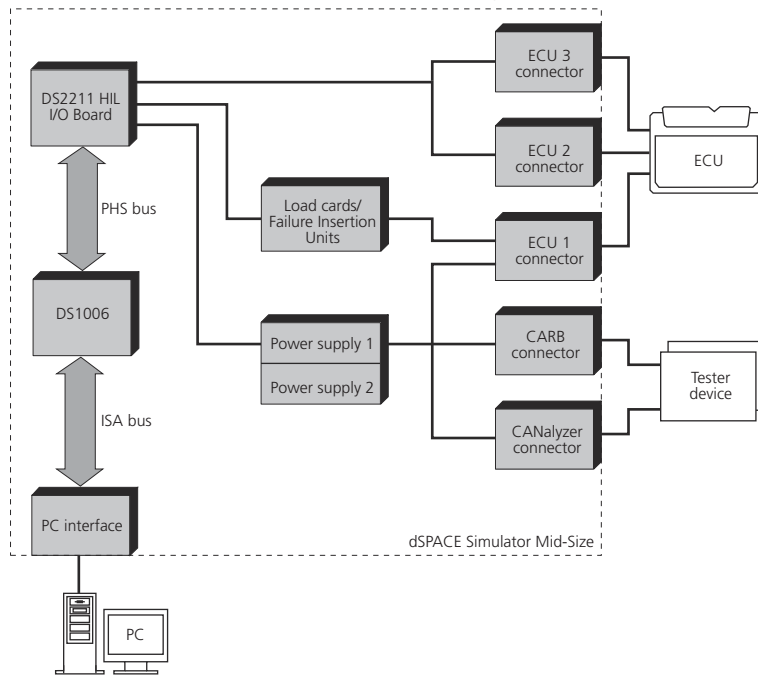 ECU 3
connector
DS2211 HIL
I/O Board
ECU 2
connector
ECU
PHS bus
Load cards/
Failure Insertion
Units
ECU 1
connector
DS1006
Power supply 1
CARB
connector
Power supply 2
Tester
device
ISA bus
CANalyzer
connector
PC interface
dSPACE Simulator Mid-Size
PC